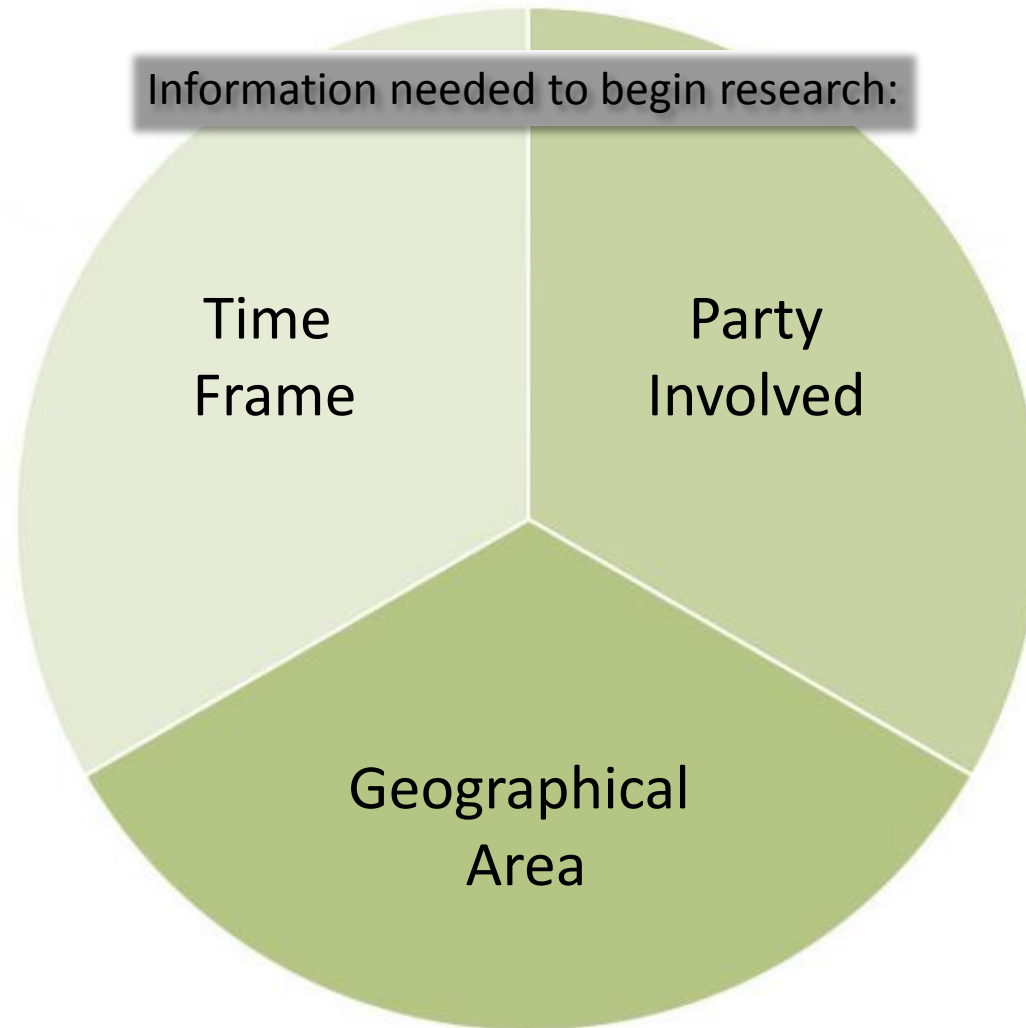 Information needed to begin research:
Time
Frame
Party
Involved
Geographical
Area